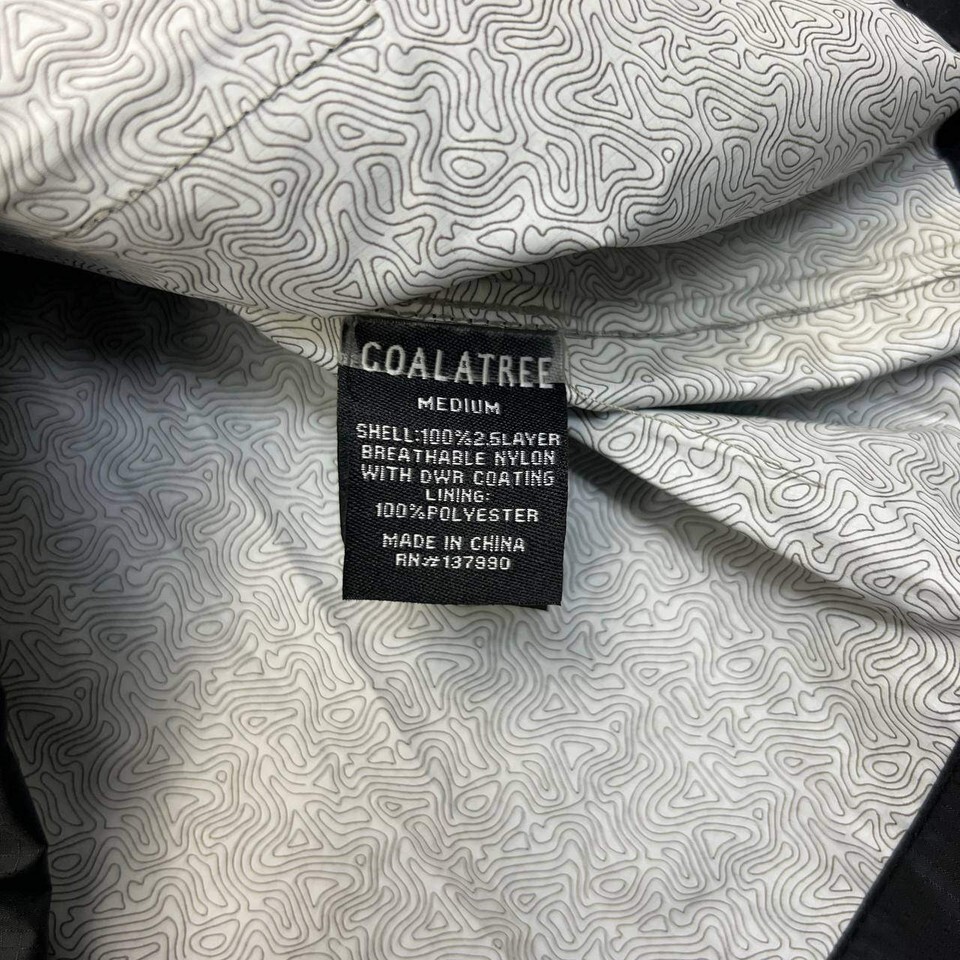 COALATREE
MEDIUM
SHELL:100%2.5LAYER
BREATHABLE NYLON
WITH DWR COATING
LINING:
100%POLYESTER
MADE IN CHINA
RN#137990